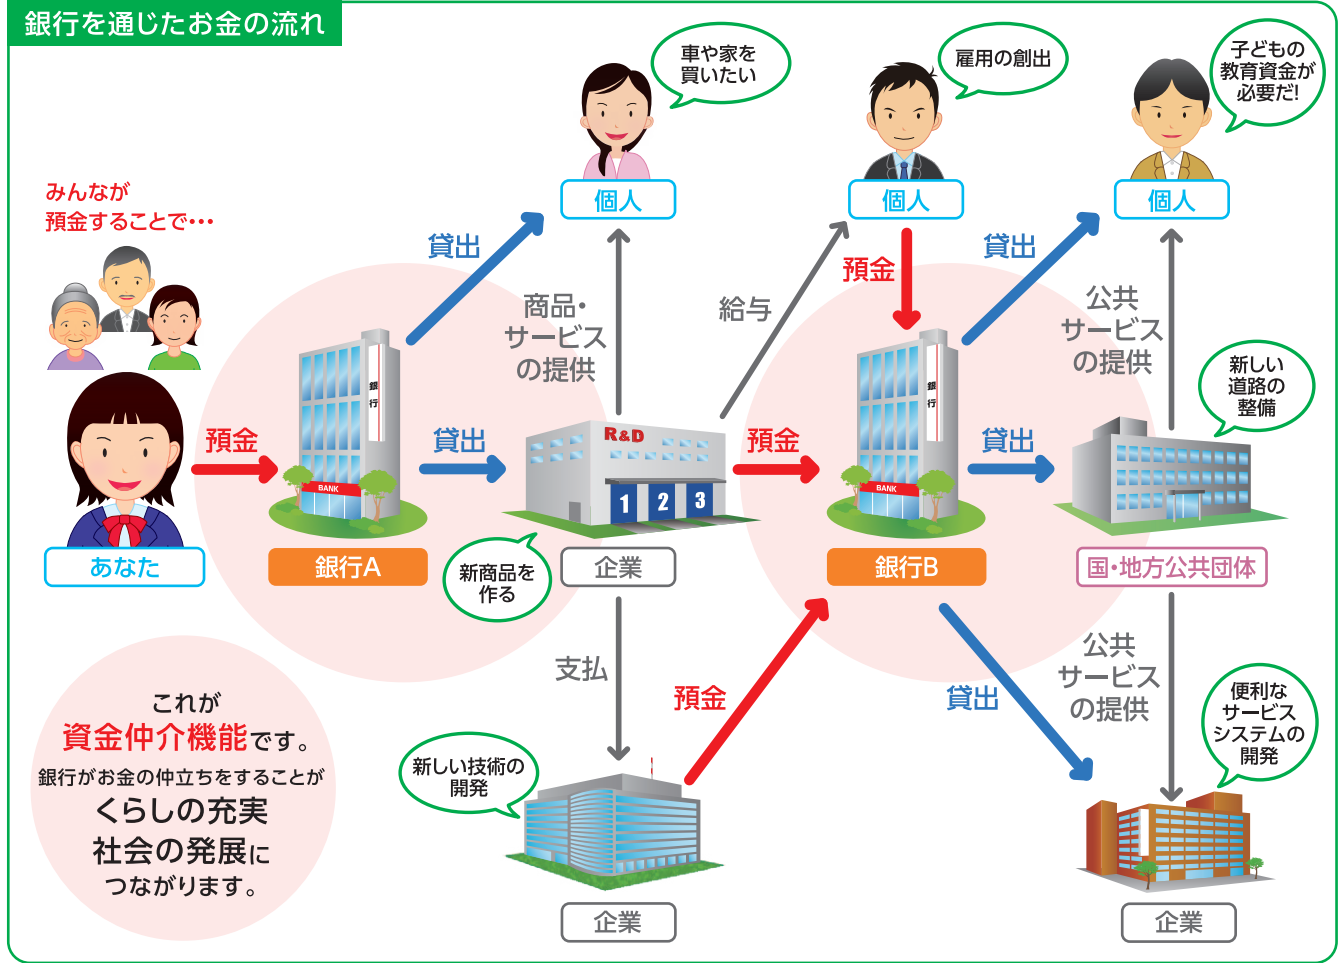 銀行を通じたお金の流れ
車や家を
買いたい
雇用の創出
子どもの
教育資金が
必要だ!
個人
個人
個人
みんなが
預金することで・・・
貸出
預金
貸出
商品・
サービス
の提供
給与
公共
サービス
の提供
新しい
道路の
整備
銀行
銀行
預金
貸出
R&D
預金
貸出
BANK
1 2 3
BANK
あなた
銀行A
新商品を
作る
企業
銀行B
国・地方公共団体
支払
預金
貸出
公共
サービス
の提供
便利な
サービス
システムの
開発
新しい技術の
開発
これが
資金仲介機能です。
銀行がお金の仲立ちをすることが
くらしの充実
社会の発展に
つながります。
企業
企業